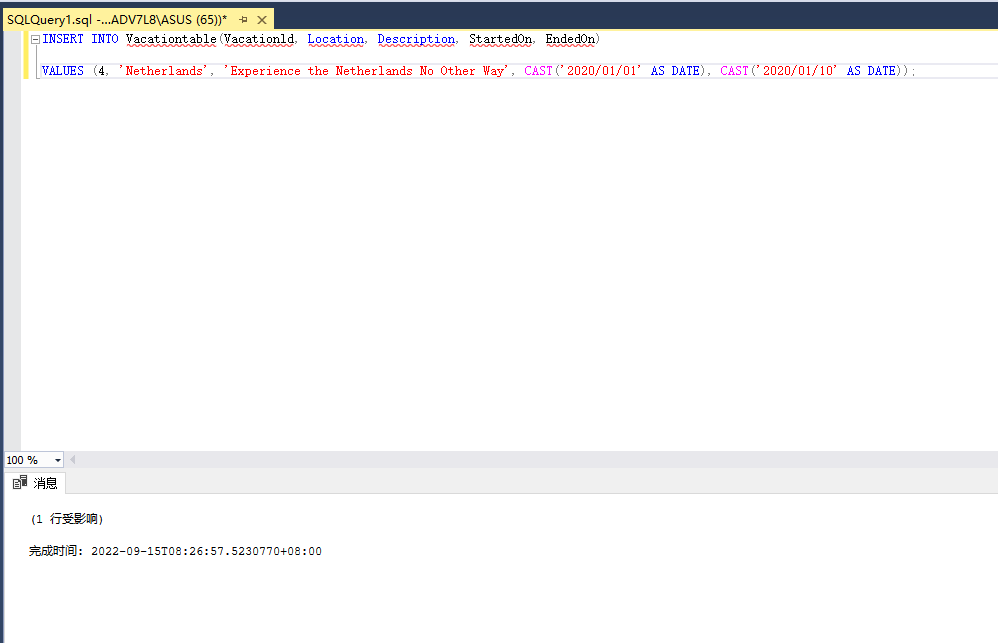 SQLQuery1.sql -...ADV7L8\ASUS (65))*
INSERT INTO Vacationtable(VacationId, Location, Description, StartedOn, EndedOn)
VALUES (4, 'Netherlands', 'Experience the Netherlands No Other Way', CAST('2020/01/01' AS DATE), CAST('2020/01/10' AS DATE));
100 %
消息
(1 行受影响)
完成时间: 2022-09-15T08:26:57.5230770+08:00